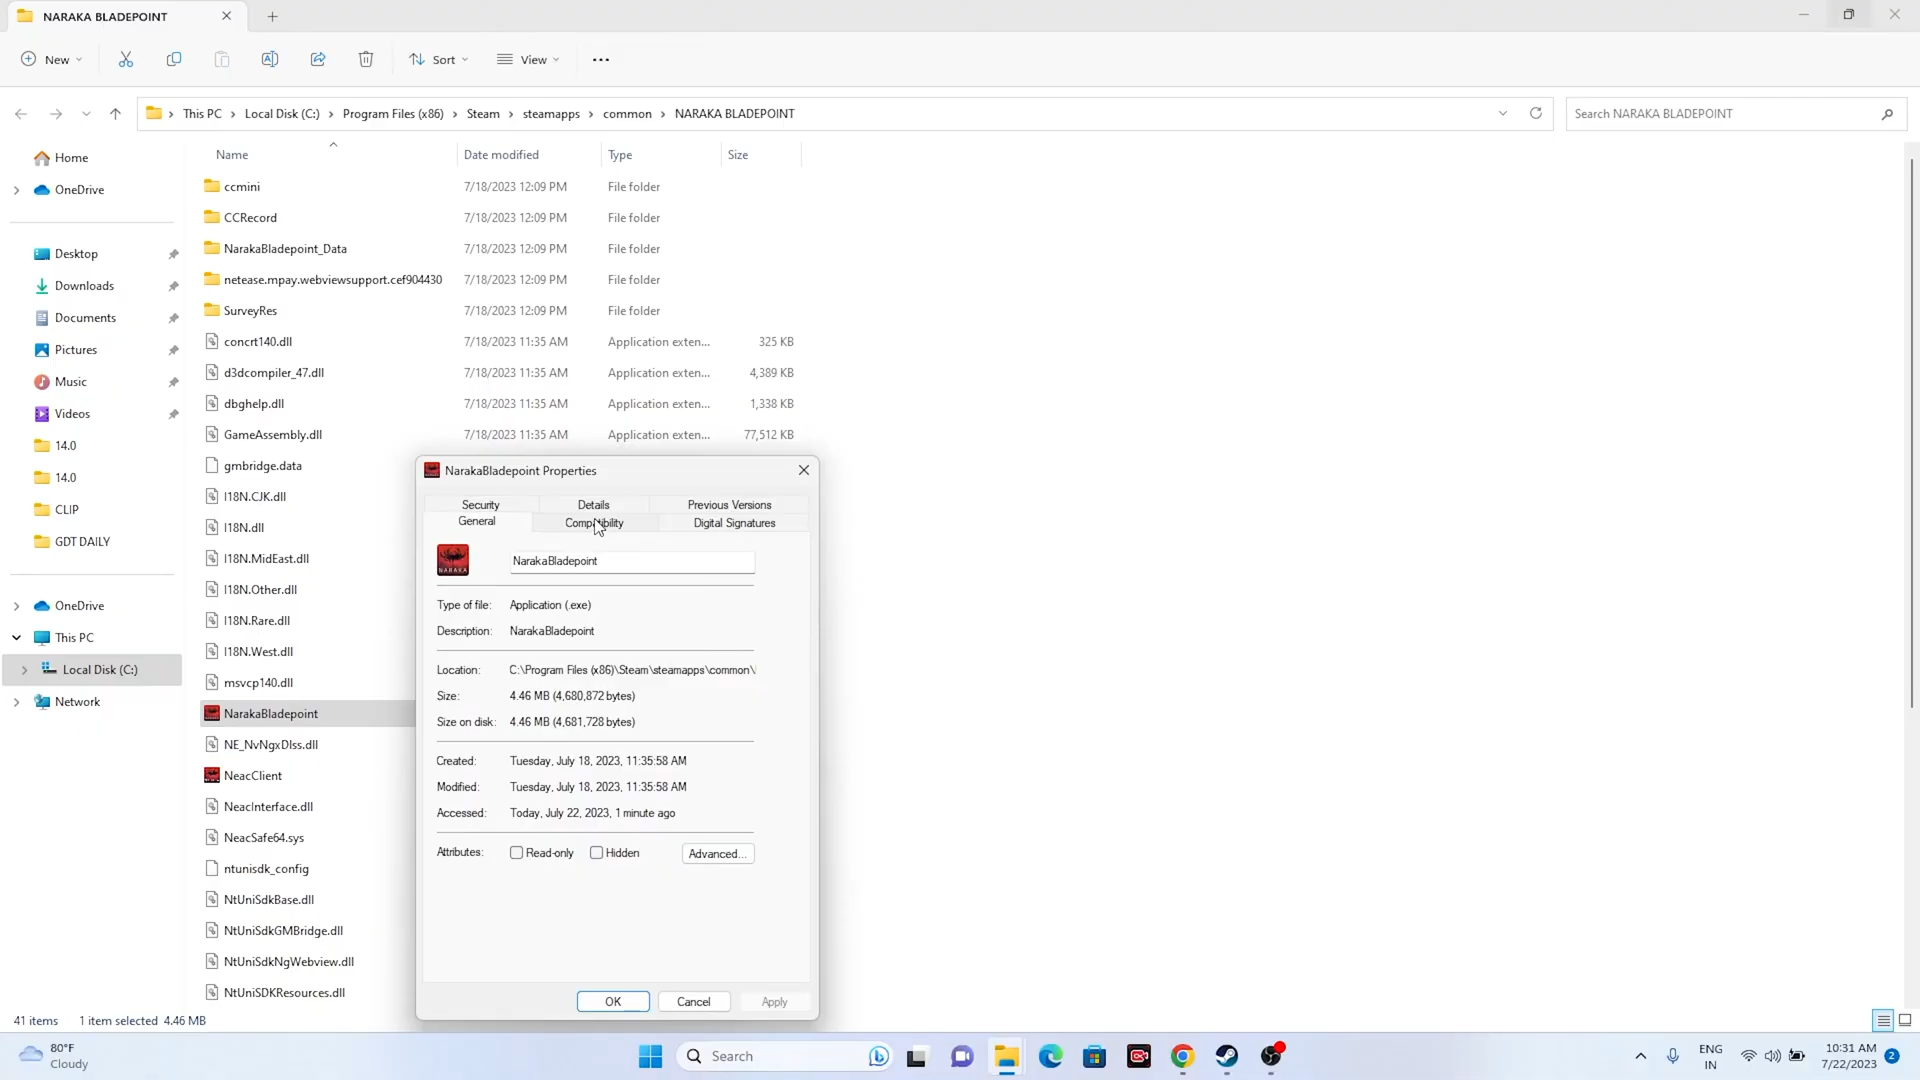 NARAKA BLADEPOINT
New
Sort
View
This PC
Local Disk (C:)
Program Files (x86)
Steam
steamapps
common
NARAKA BLADEPOINT
Search NARAKA BLADEPOINT
Name
Date modified
Type
Size
Home
OneDrive
Desktop
Downloads
Documents
Pictures
Music
Videos
14.0
14.0
CLIP
GDT DAILY
OneDrive
This PC
Local Disk (C:)
Network
ccmini 7/18/2023 12:09 PM File folder
CCRecord 7/18/2023 12:09 PM File folder
NarakaBladepoint_Data 7/18/2023 12:09 PM File folder
netease.mpay.webviewsupport.cef904430 7/18/2023 12:09 PM File folder
SurveyRes 7/18/2023 12:09 PM File folder
concrt140.dll 7/18/2023 11:35 AM Application exten... 325 KB
d3dcompiler_47.dll 7/18/2023 11:35 AM Application exten... 4,389 KB
dbghelp.dll 7/18/2023 11:35 AM Application exten... 1,338 KB
GameAssembly.dll 7/18/2023 11:35 AM Application exten... 77,512 KB
gmbridge.data
I18N.CJK.dll
I18N.dll
I18N.MidEast.dll
I18N.Other.dll
I18N.Rare.dll
I18N.West.dll
msvcp140.dll
NarakaBladepoint
NE_NvNgxDlss.dll
NeacClient
NeacInterface.dll
NeacSafe64.sys
ntunisdk_config
NtUniSdkBase.dll
NtUniSdkGMBridge.dll
NtUniSdkNgWebview.dll
NtUniSDKResources.dll
NarakaBladepoint Properties
Security Details Previous Versions
General Compatibility Digital Signatures
NARAKA
NarakaBladepoint
Type of file: Application (.exe)
Description: NarakaBladepoint
Location: C:\Program Files (x86)\Steam\steamapps\common\
Size: 4.46 MB (4,680,872 bytes)
Size on disk: 4.46 MB (4,681,728 bytes)
Created: Tuesday, July 18, 2023, 11:35:58 AM
Modified: Tuesday, July 18, 2023, 11:35:58 AM
Accessed: Today, July 22, 2023, 1 minute ago
Attributes: Read-only Hidden Advanced...
OK Cancel Apply
41 items 1 item selected 4.46 MB
80°F
Cloudy
Search
ENG
IN
10:31 AM
7/22/2023
2